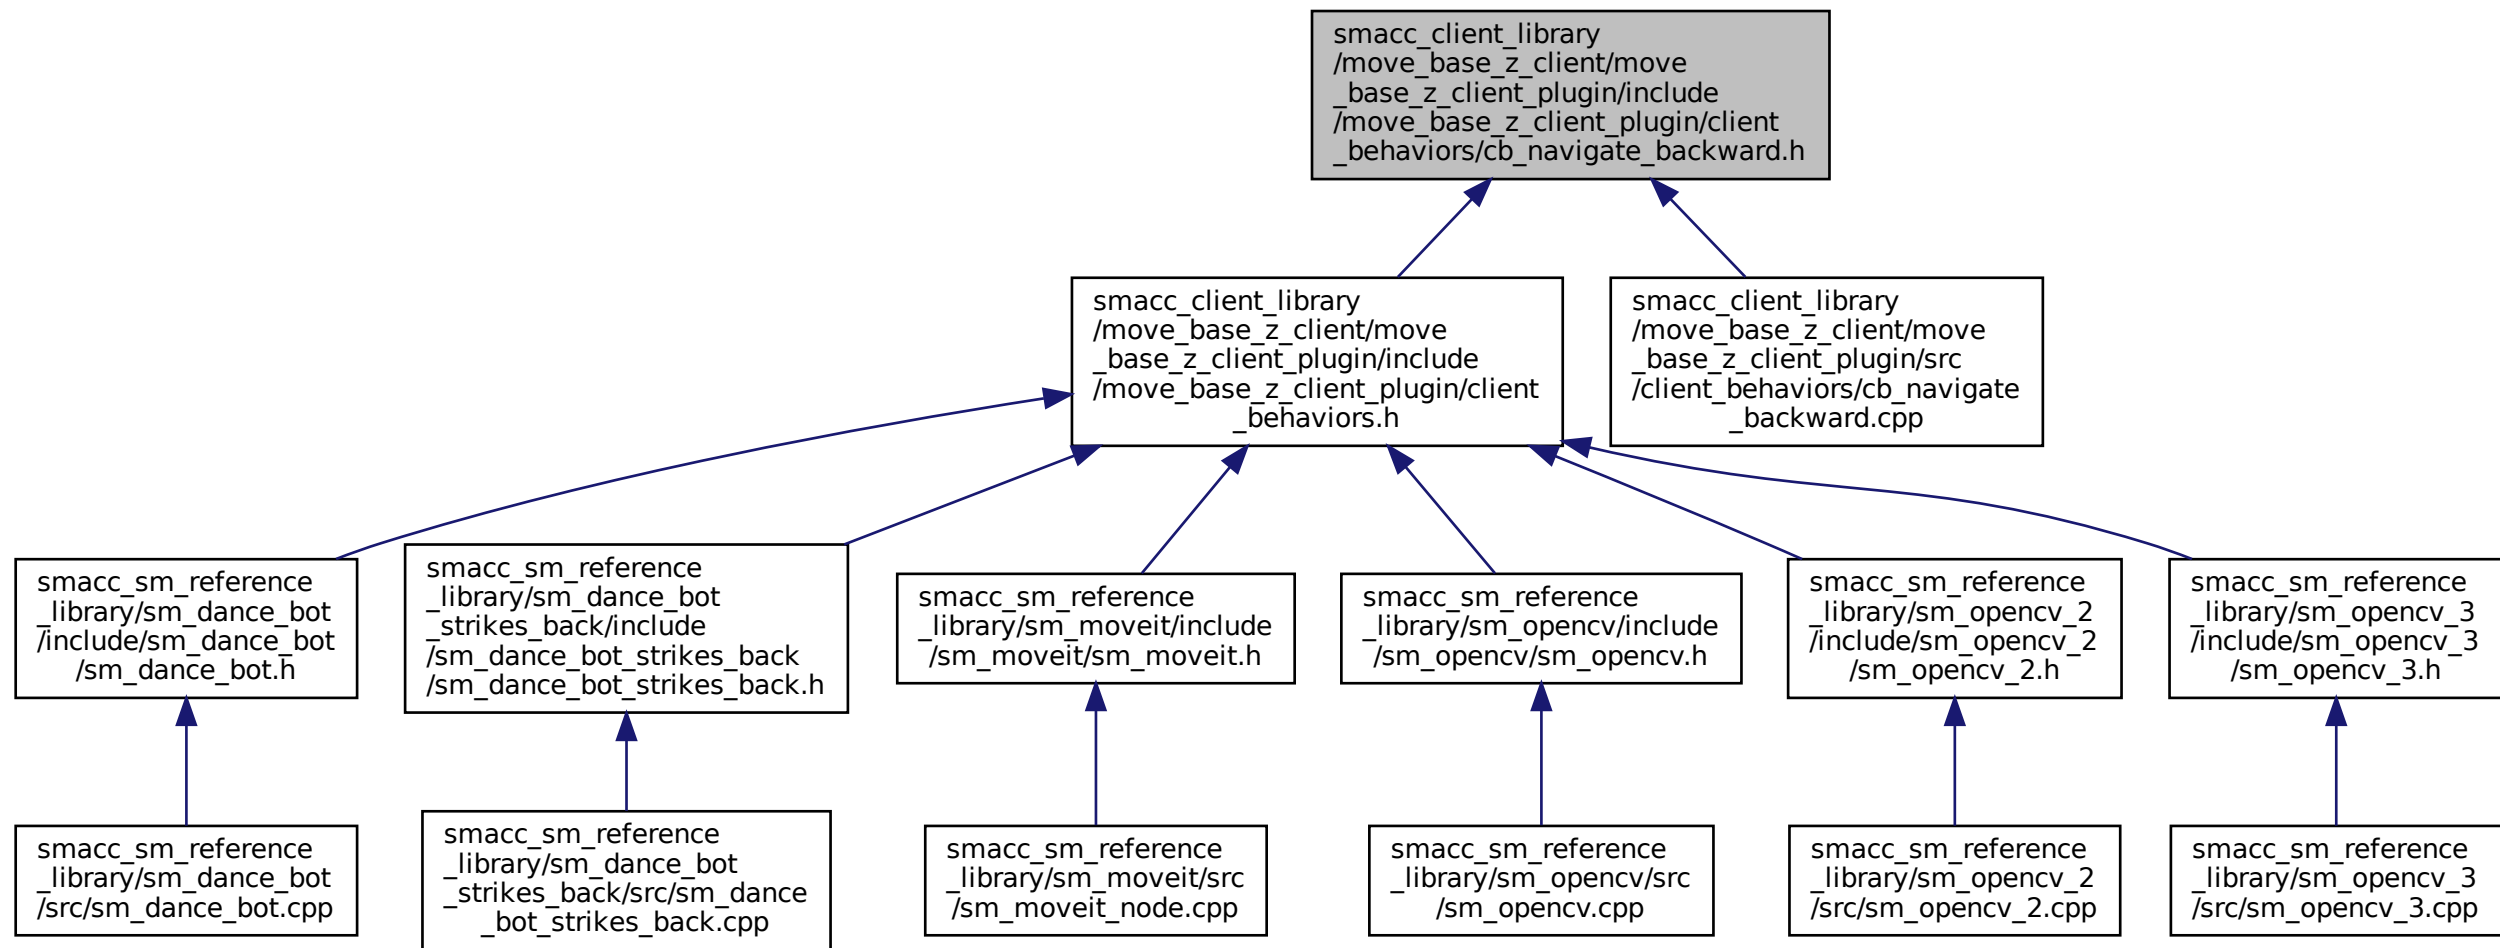 smacc_client_library
/move_base_z_client/move
_base_z_client_plugin/include
/move_base_z_client_plugin/client
_behaviors/cb_navigate_backward.h
smacc_client_library
/move_base_z_client/move
_base_z_client_plugin/include
/move_base_z_client_plugin/client
_behaviors.h
smacc_client_library
/move_base_z_client/move
_base_z_client_plugin/src
/client_behaviors/cb_navigate
_backward.cpp
smacc_sm_reference
_library/sm_dance_bot
/include/sm_dance_bot
/sm_dance_bot.h
smacc_sm_reference
_library/sm_dance_bot
_strikes_back/include
/sm_dance_bot_strikes_back
/sm_dance_bot_strikes_back.h
smacc_sm_reference
_library/sm_moveit/include
/sm_moveit/sm_moveit.h
smacc_sm_reference
_library/sm_opencv/include
/sm_opencv/sm_opencv.h
smacc_sm_reference
_library/sm_opencv_2
/include/sm_opencv_2
/sm_opencv_2.h
smacc_sm_reference
_library/sm_opencv_3
/include/sm_opencv_3
/sm_opencv_3.h
smacc_sm_reference
_library/sm_dance_bot
/src/sm_dance_bot.cpp
smacc_sm_reference
_library/sm_dance_bot
_strikes_back/src/sm_dance
_bot_strikes_back.cpp
smacc_sm_reference
_library/sm_moveit/src
/sm_moveit_node.cpp
smacc_sm_reference
_library/sm_opencv/src
/sm_opencv.cpp
smacc_sm_reference
_library/sm_opencv_2
/src/sm_opencv_2.cpp
smacc_sm_reference
_library/sm_opencv_3
/src/sm_opencv_3.cpp